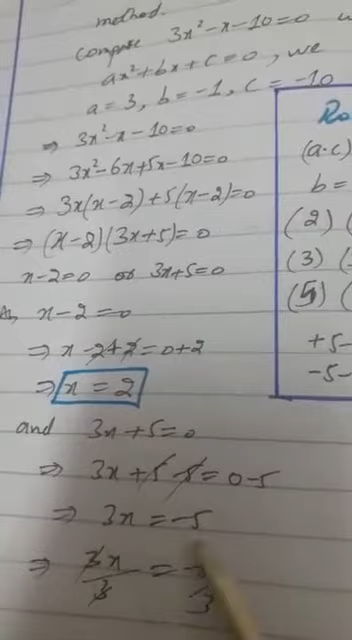 method.
compare 3x² - x - 10 = 0
ax² + bx + c = 0, we
a = 3, b = -1, c = -10
⇒ 3x² - x - 10 = 0
⇒ 3x² - 6x + 5x - 10 = 0
⇒ 3x(x - 2) + 5(x - 2) = 0
⇒ (x - 2)(3x + 5) = 0
x - 2 = 0 or 3x + 5 = 0
As x - 2 = 0
⇒ x - 2 + 2 = 0 + 2
⇒ x = 2
and 3x + 5 = 0
⇒ 3x + 5 - 5 = 0 - 5
⇒ 3x = -5
⇒ 3x/3 = -
3
(a.c)
b =
(2) (
(3) (
(5) (
+5 -
-5 -